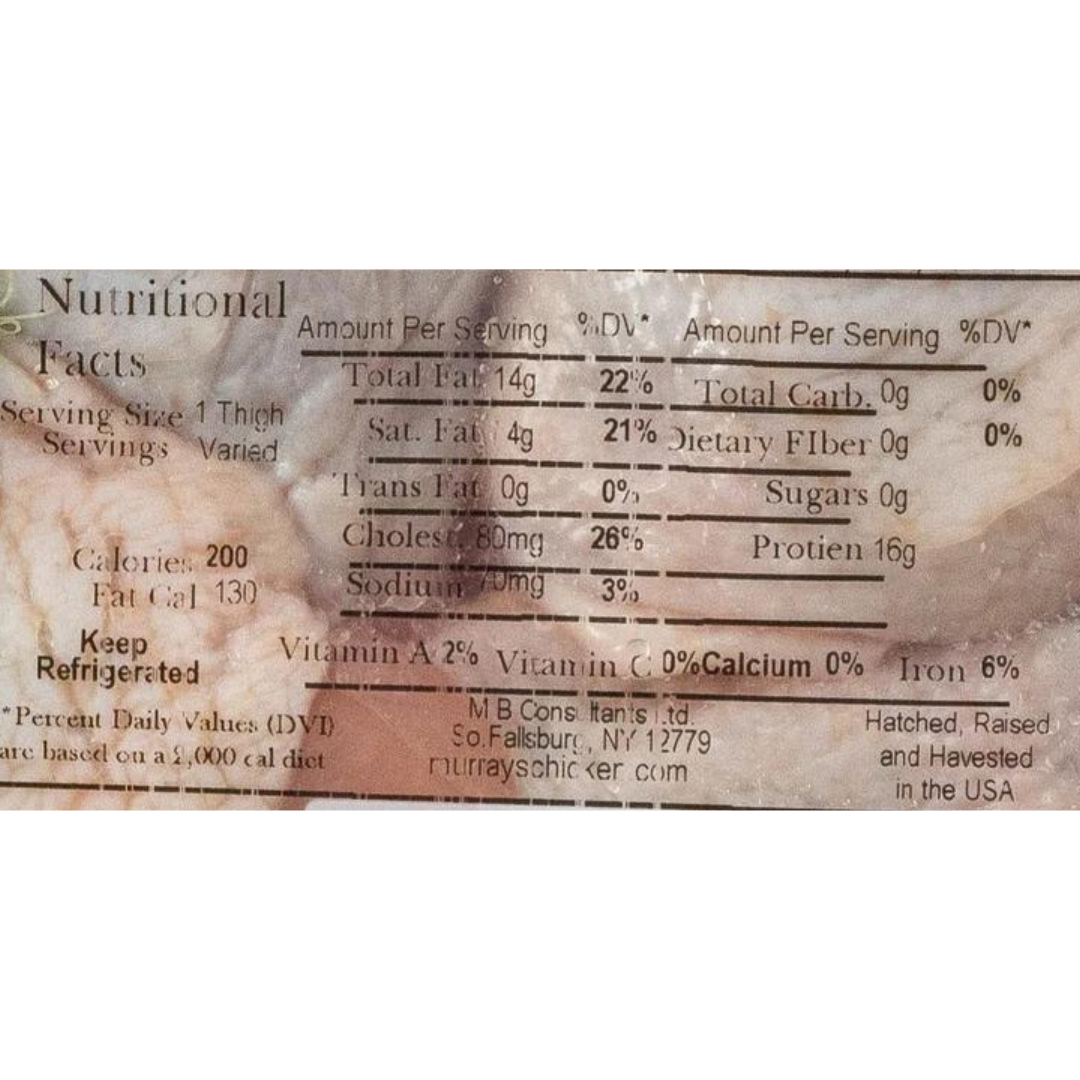 Nutritional
Facts
Serving Size 1 Thigh
Servings Varied
Calories 200
Fat Cal 130
Keep
Refrigerated
*Percent Daily Values (DV)
are based on a 2,000 cal diet
Amount Per Serving %DV*
Total Fat 14g 22%
Sat. Fat 4g 21%
Trans Fat 0g 0%
Cholest. 80mg 26%
Sodium 70mg 3%
Amount Per Serving %DV*
Total Carb. 0g 0%
Dietary FIber 0g 0%
Sugars 0g
Protien 16g
Vitamin A 2% Vitamin C 0% Calcium 0% Iron 6%
M B Consultants Ltd.
So.Fallsburg, NY 12779
murrayschicken.com
Hatched, Raised
and Havested
in the USA